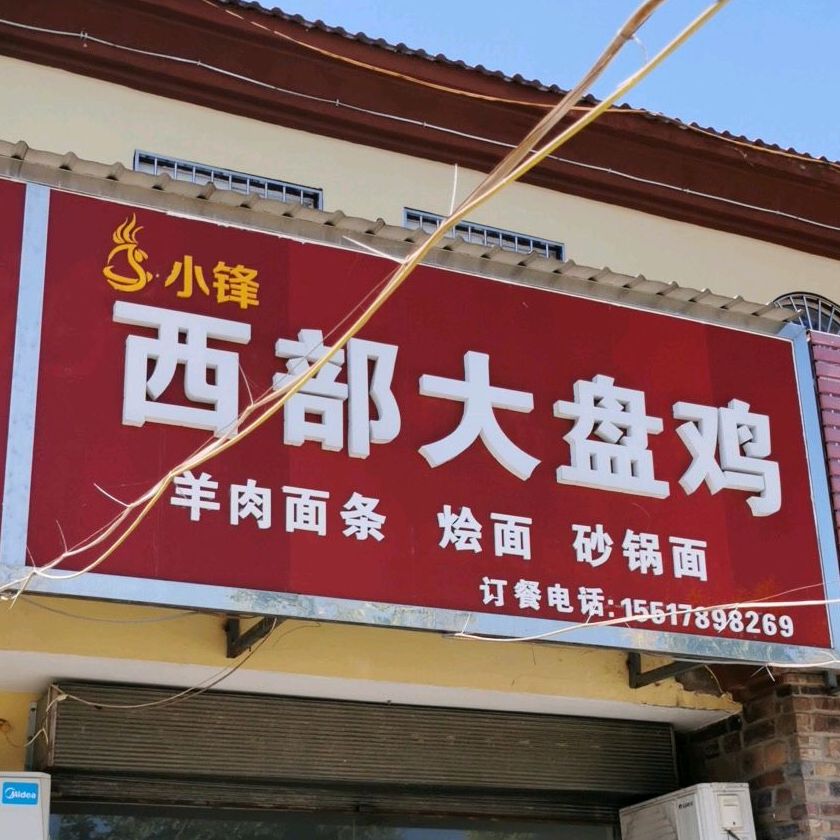 小锋
西部大盘鸡
羊肉面条 烩面 砂锅面
订餐电话:15517898269
Midea